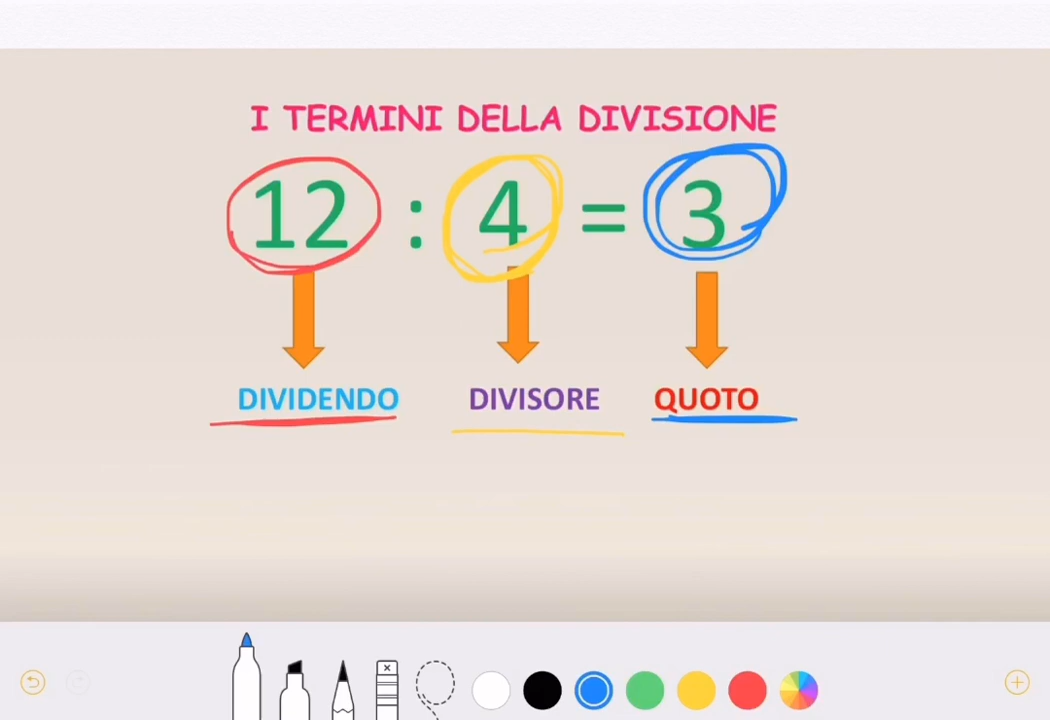 I TERMINI DELLA DIVISIONE
12 : 4 = 3
DIVIDENDO DIVISORE QUOTO